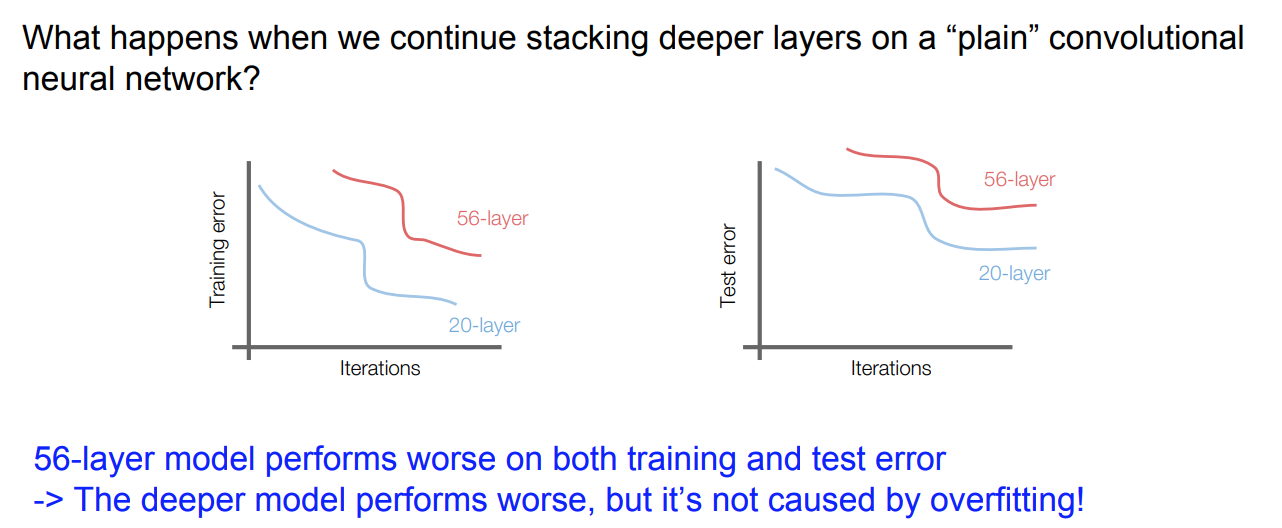 What happens when we continue stacking deeper layers on a “plain” convolutional
neural network?
Training error
56-layer
20-layer
Iterations
Test error
56-layer
20-layer
Iterations
56-layer model performs worse on both training and test error
-> The deeper model performs worse, but it’s not caused by overfitting!